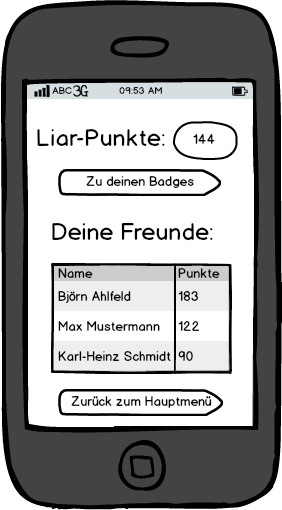 ABC 3G 09:53 AM
Liar-Punkte: 144
Zu deinen Badges
Deine Freunde:
Name Punkte
Björn Ahlfeld 183
Max Mustermann 122
Karl-Heinz Schmidt 90
Zurück zum Hauptmenü